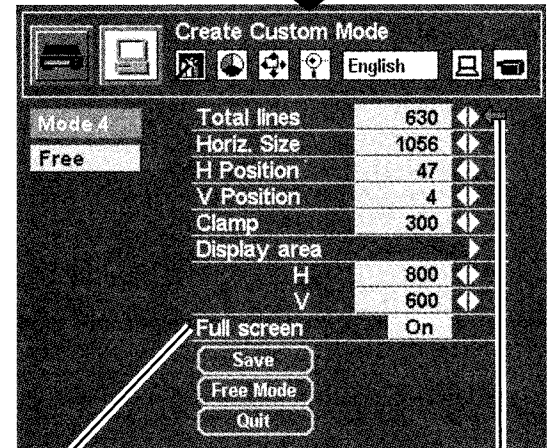 Create Custom Mode
English
Mode 4
Free
Total lines 630
Horiz. Size 1056
H Position 47
V Position 4
Clamp 300
Display area
H 800
V 600
Full screen On
Save
Free Mode
Quit